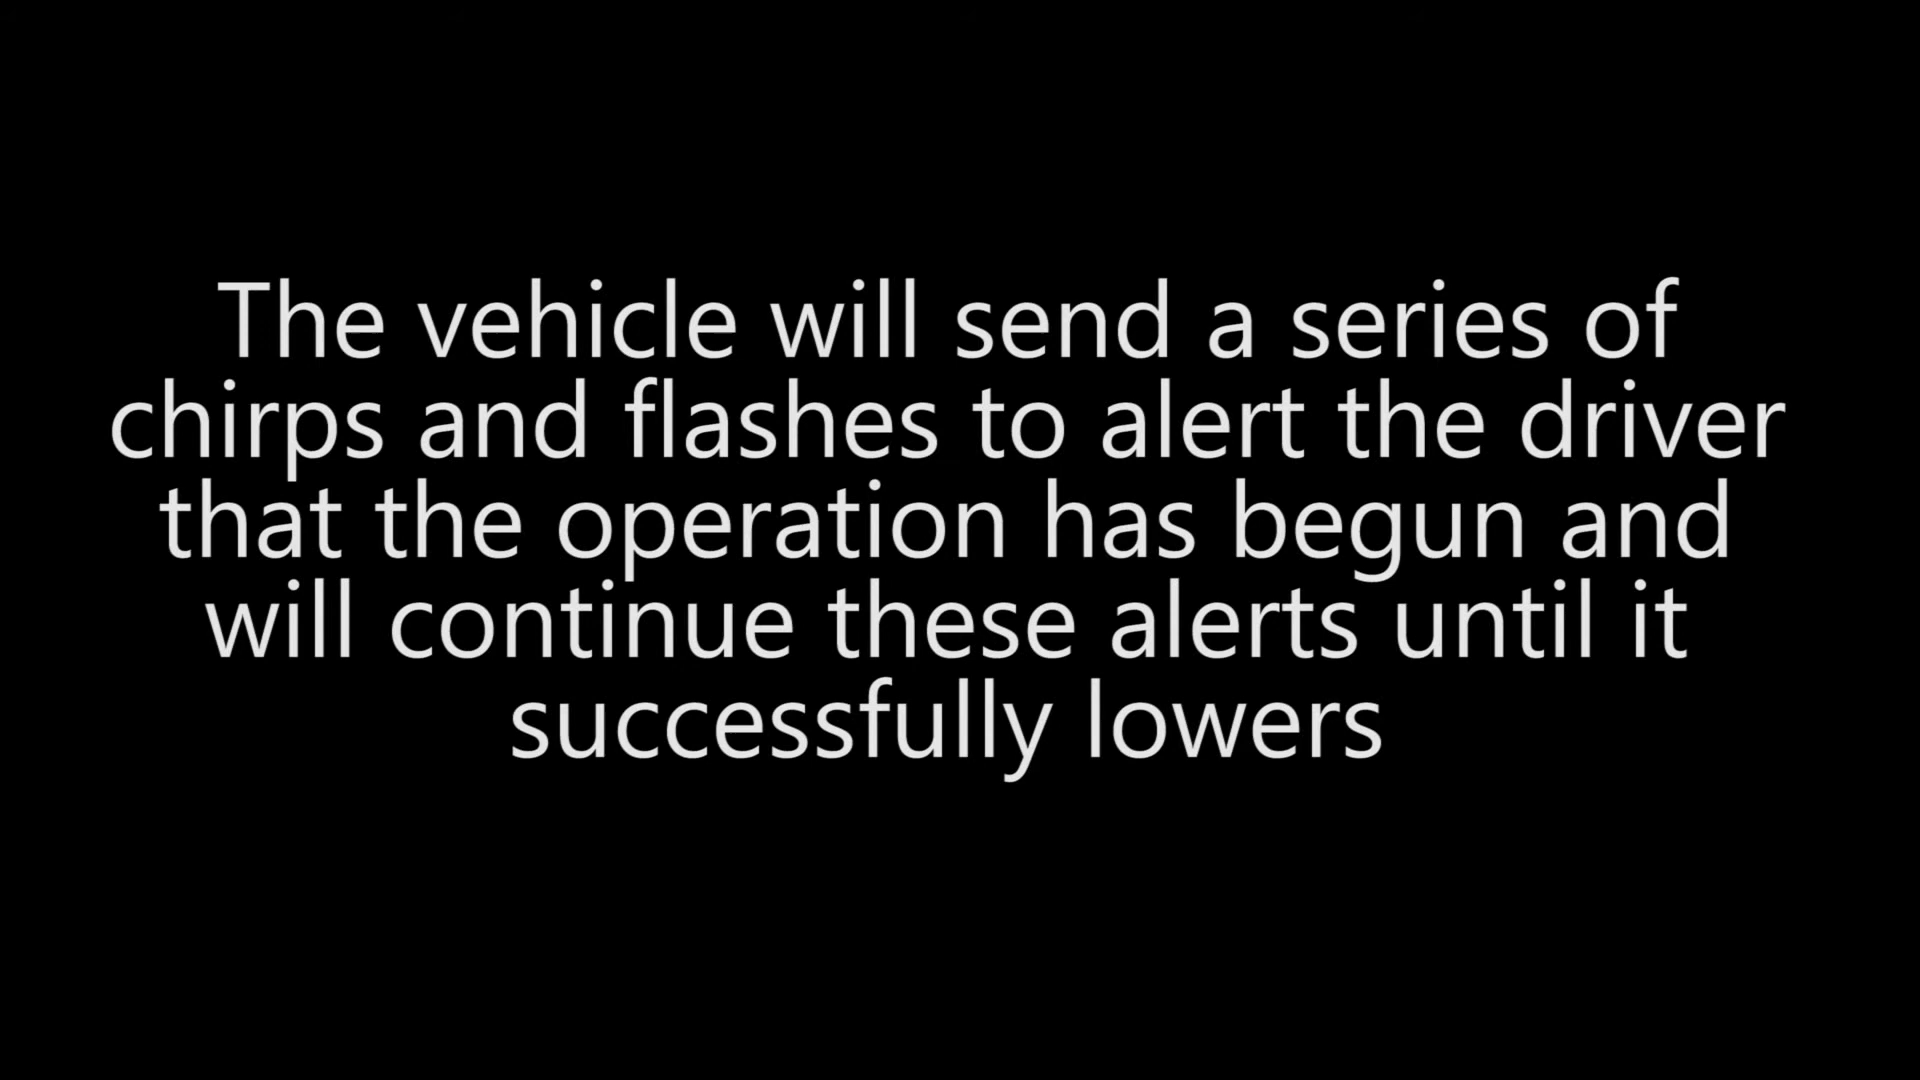 The vehicle will send a series of
chirps and flashes to alert the driver
that the operation has begun and
will continue these alerts until it
successfully lowers